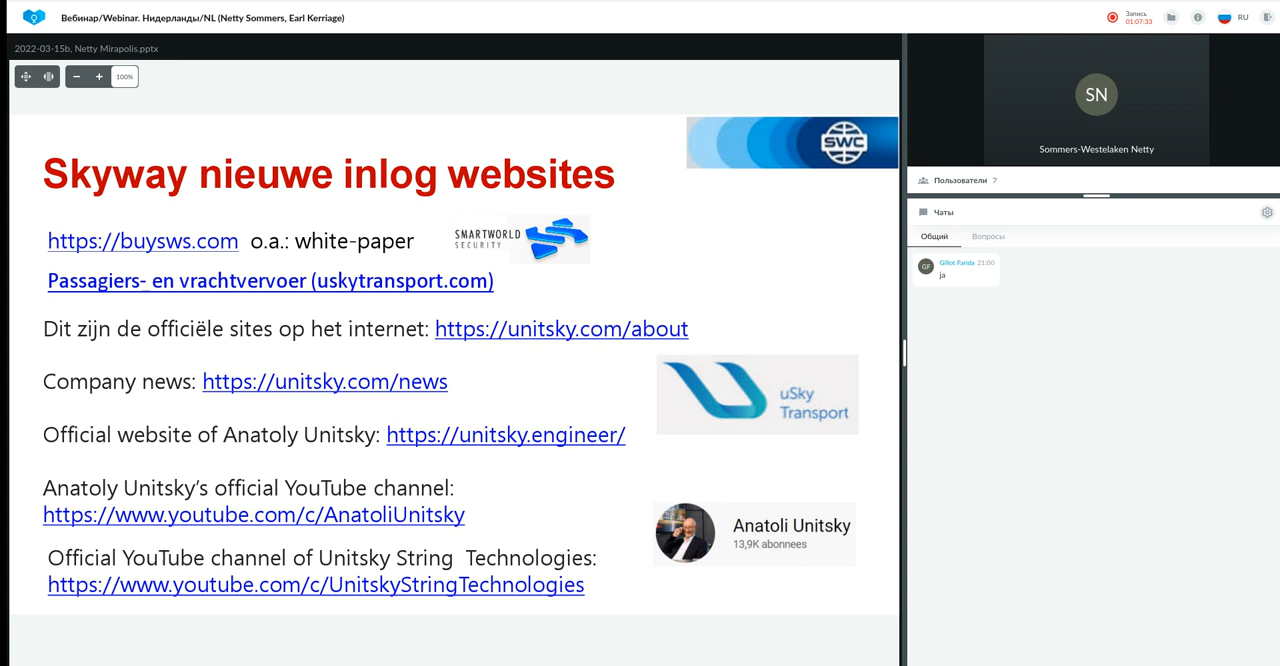 Вебинар/Webinar. Нидерланды/NL (Netty Sommers, Earl Kerriage)
Запись
01:07:33
RU
2022-03-15b, Netty Mirapolis.pptx
100%
SWC
Skyway nieuwe inlog websites
https://buysws.com o.a.: white-paper
SMARTWORLD
SECURITY
Passagiers- en vrachtvervoer (uskytransport.com)
Dit zijn de officiële sites op het internet: https://unitsky.com/about
Company news: https://unitsky.com/news
uSky
Transport
Official website of Anatoly Unitsky: https://unitsky.engineer/
Anatoly Unitsky’s official YouTube channel:
https://www.youtube.com/c/AnatoliUnitsky
Anatoli Unitsky
13,9K abonnees
Official YouTube channel of Unitsky String Technologies:
https://www.youtube.com/c/UnitskyStringTechnologies
SN
Sommers-Westelaken Netty
Пользователи 7
Чаты
Общий Вопросы
GF
Gillot Farida 21:00
ja